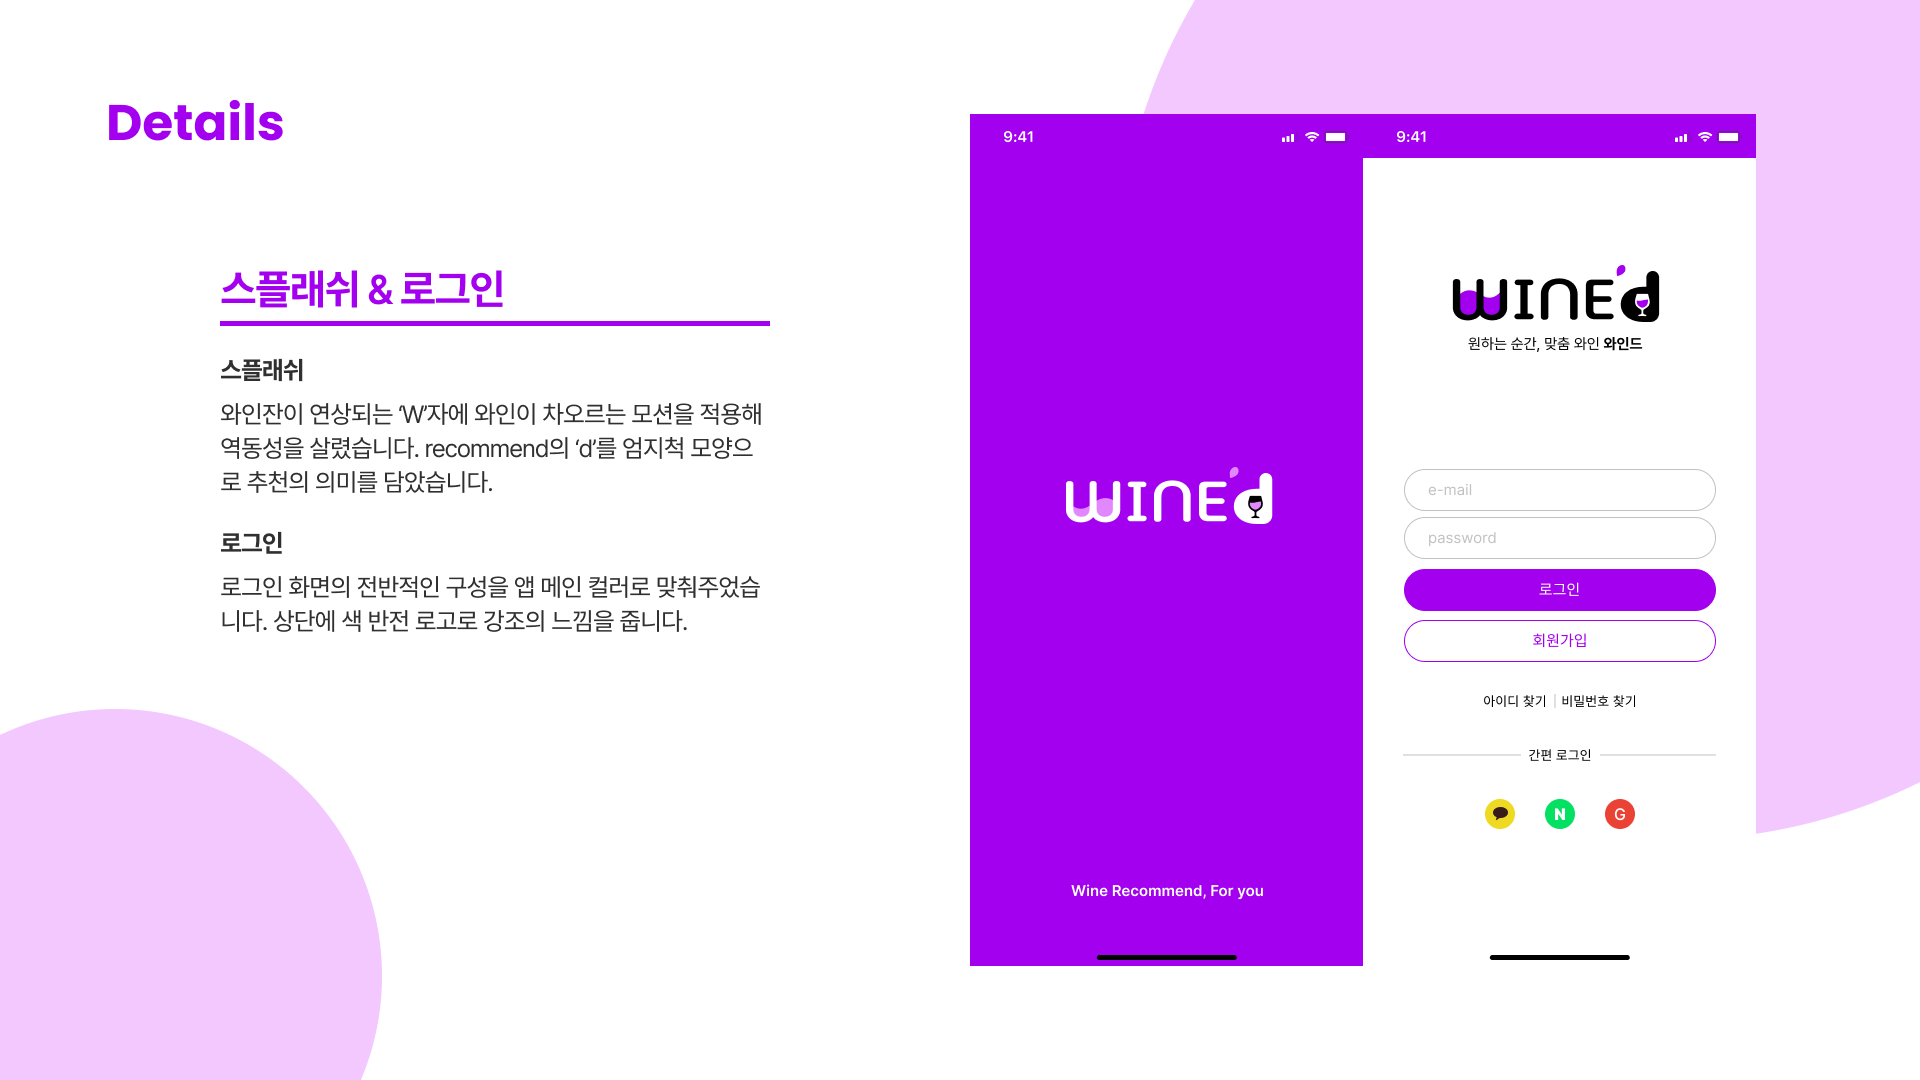 Details
스플래쉬 & 로그인
스플래쉬
와인잔이 연상되는 ‘W’자에 와인이 차오르는 모션을 적용해
역동성을 살렸습니다. recommend의 ‘d’를 엄지척 모양으
로 추천의 의미를 담았습니다.
로그인
로그인 화면의 전반적인 구성을 앱 메인 컬러로 맞춰주었습
니다. 상단에 색 반전 로고로 강조의 느낌을 줍니다.
9:41
WINE'd
Wine Recommend, For you
9:41
WINE'd
원하는 순간, 맞춤 와인 와인드
e-mail
password
로그인
회원가입
아이디 찾기 | 비밀번호 찾기
간편 로그인
N
G